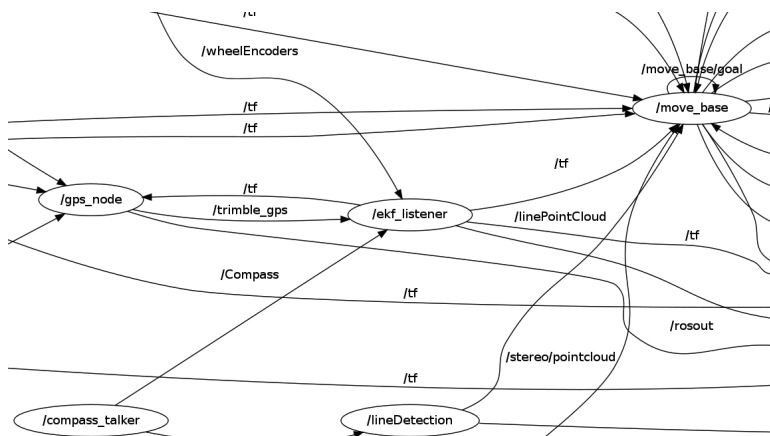 /tf
/wheelEncoders
/move_base/goal
/move_base
/tf
/tf
/tf
/tf
/gps_node
/trimble_gps
/ekf_listener
/linePointCloud
/tf
/Compass
/tf
/rosout
/stereo/pointcloud
/tf
/compass_talker
/lineDetection